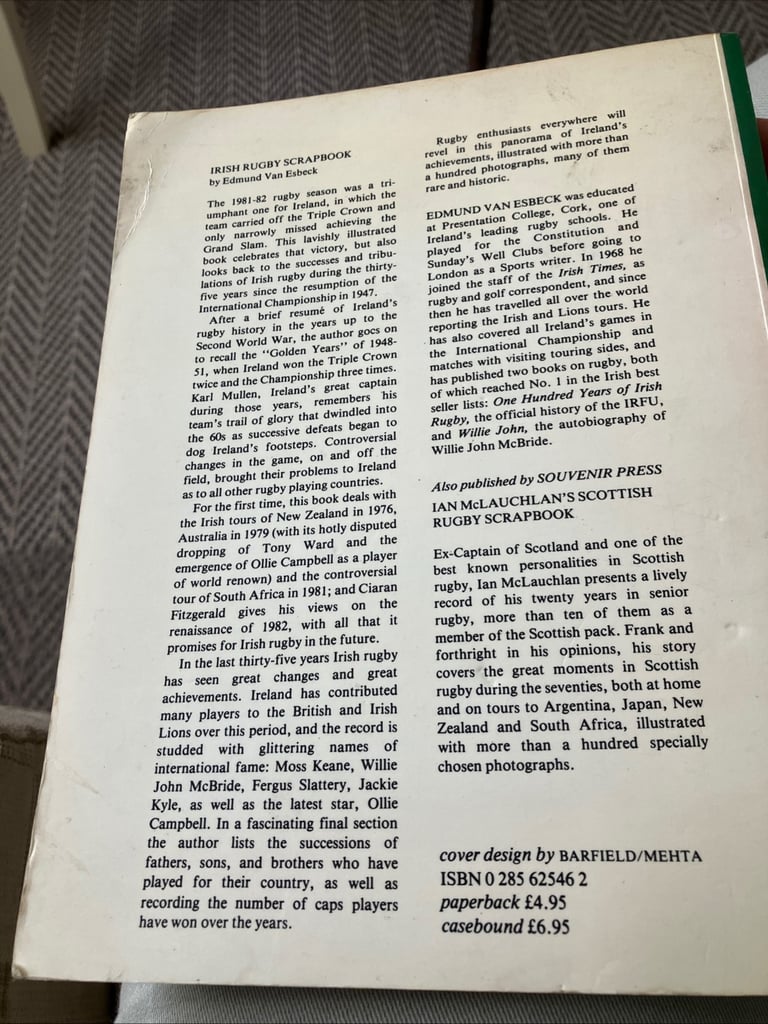 IRISH RUGBY SCRAPBOOK
by Edmund Van Esbeck
The 1981-82 rugby season was a tri-
umphant one for Ireland, in which the
team carried off the Triple Crown and
only narrowly missed achieving the
Grand Slam. This lavishly illustrated
book celebrates that victory, but also
looks back to the successes and tribu-
lations of Irish rugby during the thirty-
five years since the resumption of the
International Championship in 1947.
After a brief resumé of Ireland's
rugby history in the years up to the
Second World War, the author goes on
to recall the "Golden Years" of 1948-
51, when Ireland won the Triple Crown
twice and the Championship three times.
Karl Mullen, Ireland's great captain
during those years, remembers his
team's trail of glory that dwindled into
the 60s as successive defeats began to
dog Ireland's footsteps. Controversial
changes in the game, on and off the
field, brought their problems to Ireland
as to all other rugby playing countries.
For the first time, this book deals with
the Irish tours of New Zealand in 1976,
Australia in 1979 (with its hotly disputed
dropping of Tony Ward and the
emergence of Ollie Campbell as a player
of world renown) and the controversial
tour of South Africa in 1981; and Ciaran
Fitzgerald gives his views on the
renaissance of 1982, with all that it
promises for Irish rugby in the future.
In the last thirty-five years Irish rugby
has seen great changes and great
achievements. Ireland has contributed
many players to the British and Irish
Lions over this period, and the record is
studded with glittering names of
international fame: Moss Keane, Willie
John McBride, Fergus Slattery, Jackie
Kyle, as well as the latest star, Ollie
Campbell. In a fascinating final section
the author lists the successions of
fathers, sons, and brothers who have
played for their country, as well as
recording the number of caps players
have won over the years.
Rugby enthusiasts everywhere will
revel in this panorama of Ireland's
achievements, illustrated with more than
a hundred photographs, many of them
rare and historic.
EDMUND VAN ESBECK was educated
at Presentation College, Cork, one of
Ireland's leading rugby schools. He
played for the Constitution and
Sunday's Well Clubs before going to
London as a Sports writer. In 1968 he
joined the staff of the Irish Times, as
rugby and golf correspondent, and since
then he has travelled all over the world
reporting the Irish and Lions tours. He
has also covered all Ireland's games in
the International Championship and
matches with visiting touring sides, and
has published two books on rugby, both
of which reached No. 1 in the Irish best
seller lists: One Hundred Years of Irish
Rugby, the official history of the IRFU,
and Willie John, the autobiography of
Willie John McBride.
Also published by SOUVENIR PRESS
IAN McLAUCHLAN'S SCOTTISH
RUGBY SCRAPBOOK
Ex-Captain of Scotland and one of the
best known personalities in Scottish
rugby, Ian McLauchlan presents a lively
record of his twenty years in senior
rugby, more than ten of them as a
member of the Scottish pack. Frank and
forthright in his opinions, his story
covers the great moments in Scottish
rugby during the seventies, both at home
and on tours to Argentina, Japan, New
Zealand and South Africa, illustrated
with more than a hundred specially
chosen photographs.
cover design by BARFIELD/MEHTA
ISBN 0 285 62546 2
paperback £4.95
casebound £6.95